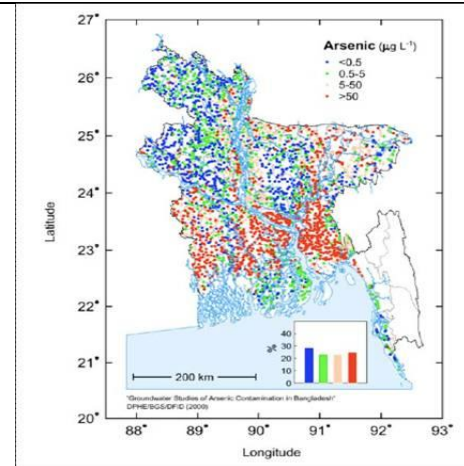 Arsenic (µg L⁻¹)
<0.5
0.5-5
5-50
>50
27°
26°
25°
24°
23°
22°
21°
20°
Latitude
40
30
20
10
0
%
200 km
'Groundwater Studies of Arsenic Contamination in Bangladesh'
DPHE/BGS/DFID (2000)
88° 89° 90° 91° 92° 93°
Longitude